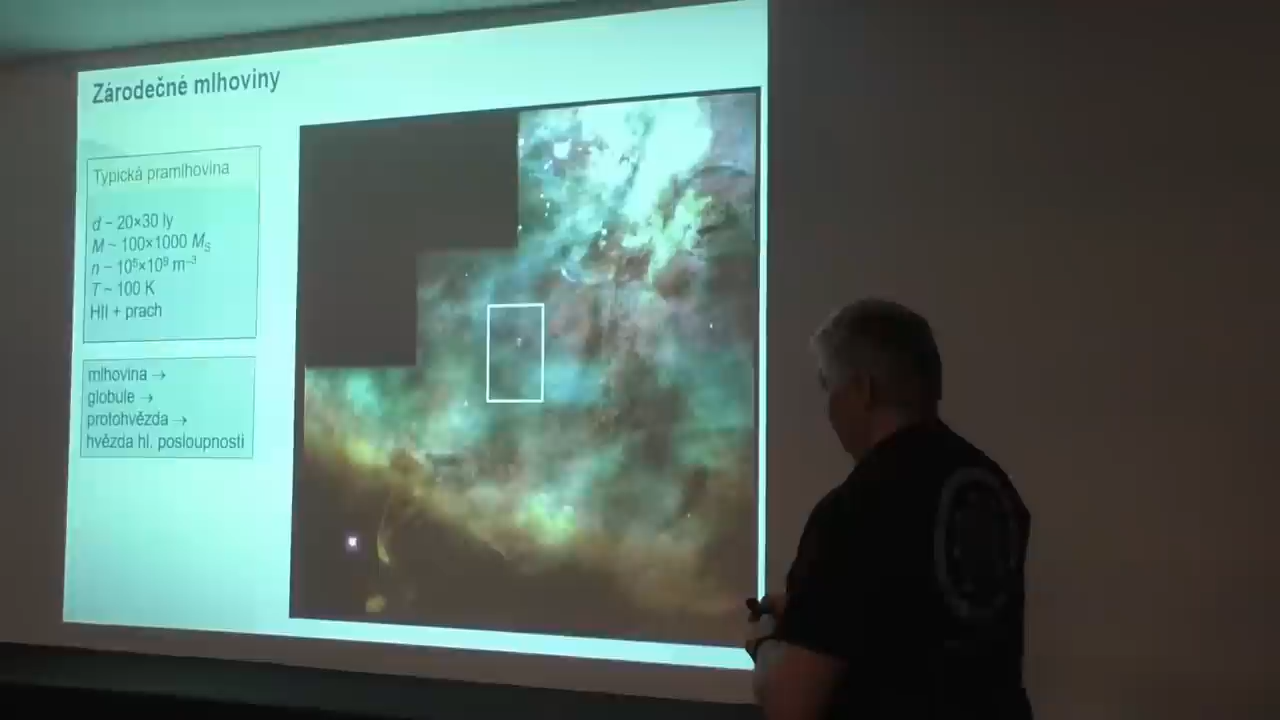 Zárodečné mlhoviny
Typická pramlhovina
d ~ 20×30 ly
M ~ 100×1000 M_S
n ~ 10⁵×10⁹ m⁻³
T ~ 100 K
HII + prach
mlhovina →
globule →
protohvězda →
hvězda hl. posloupnosti